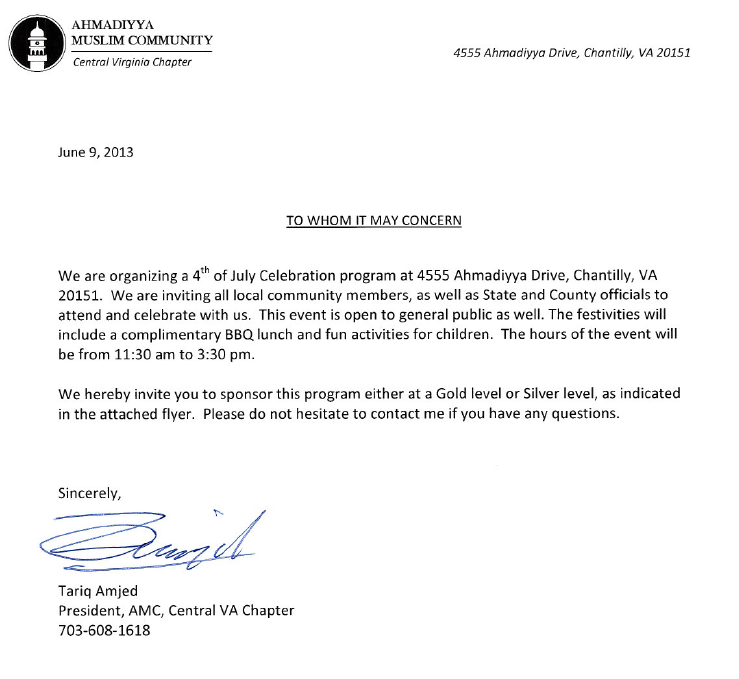 AHMADIYYA
MUSLIM COMMUNITY
Central Virginia Chapter
4555 Ahmadiyya Drive, Chantilly, VA 20151
June 9, 2013
TO WHOM IT MAY CONCERN
We are organizing a 4th of July Celebration program at 4555 Ahmadiyya Drive, Chantilly, VA
20151.  We are inviting all local community members, as well as State and County officials to
attend and celebrate with us.  This event is open to general public as well. The festivities will
include a complimentary BBQ lunch and fun activities for children.  The hours of the event will
be from 11:30 am to 3:30 pm.
We hereby invite you to sponsor this program either at a Gold level or Silver level, as indicated
in the attached flyer.  Please do not hesitate to contact me if you have any questions.
Sincerely,
Tariq Amjed
President, AMC, Central VA Chapter
703-608-1618